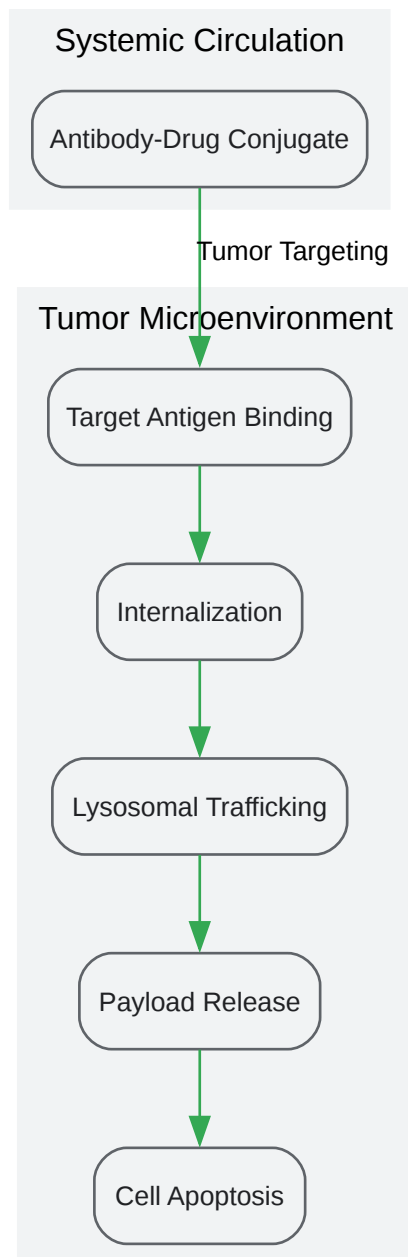 Systemic Circulation
Antibody-Drug Conjugate
Tumor Targeting
Tumor Microenvironment
Target Antigen Binding
Internalization
Lysosomal Trafficking
Payload Release
Cell Apoptosis